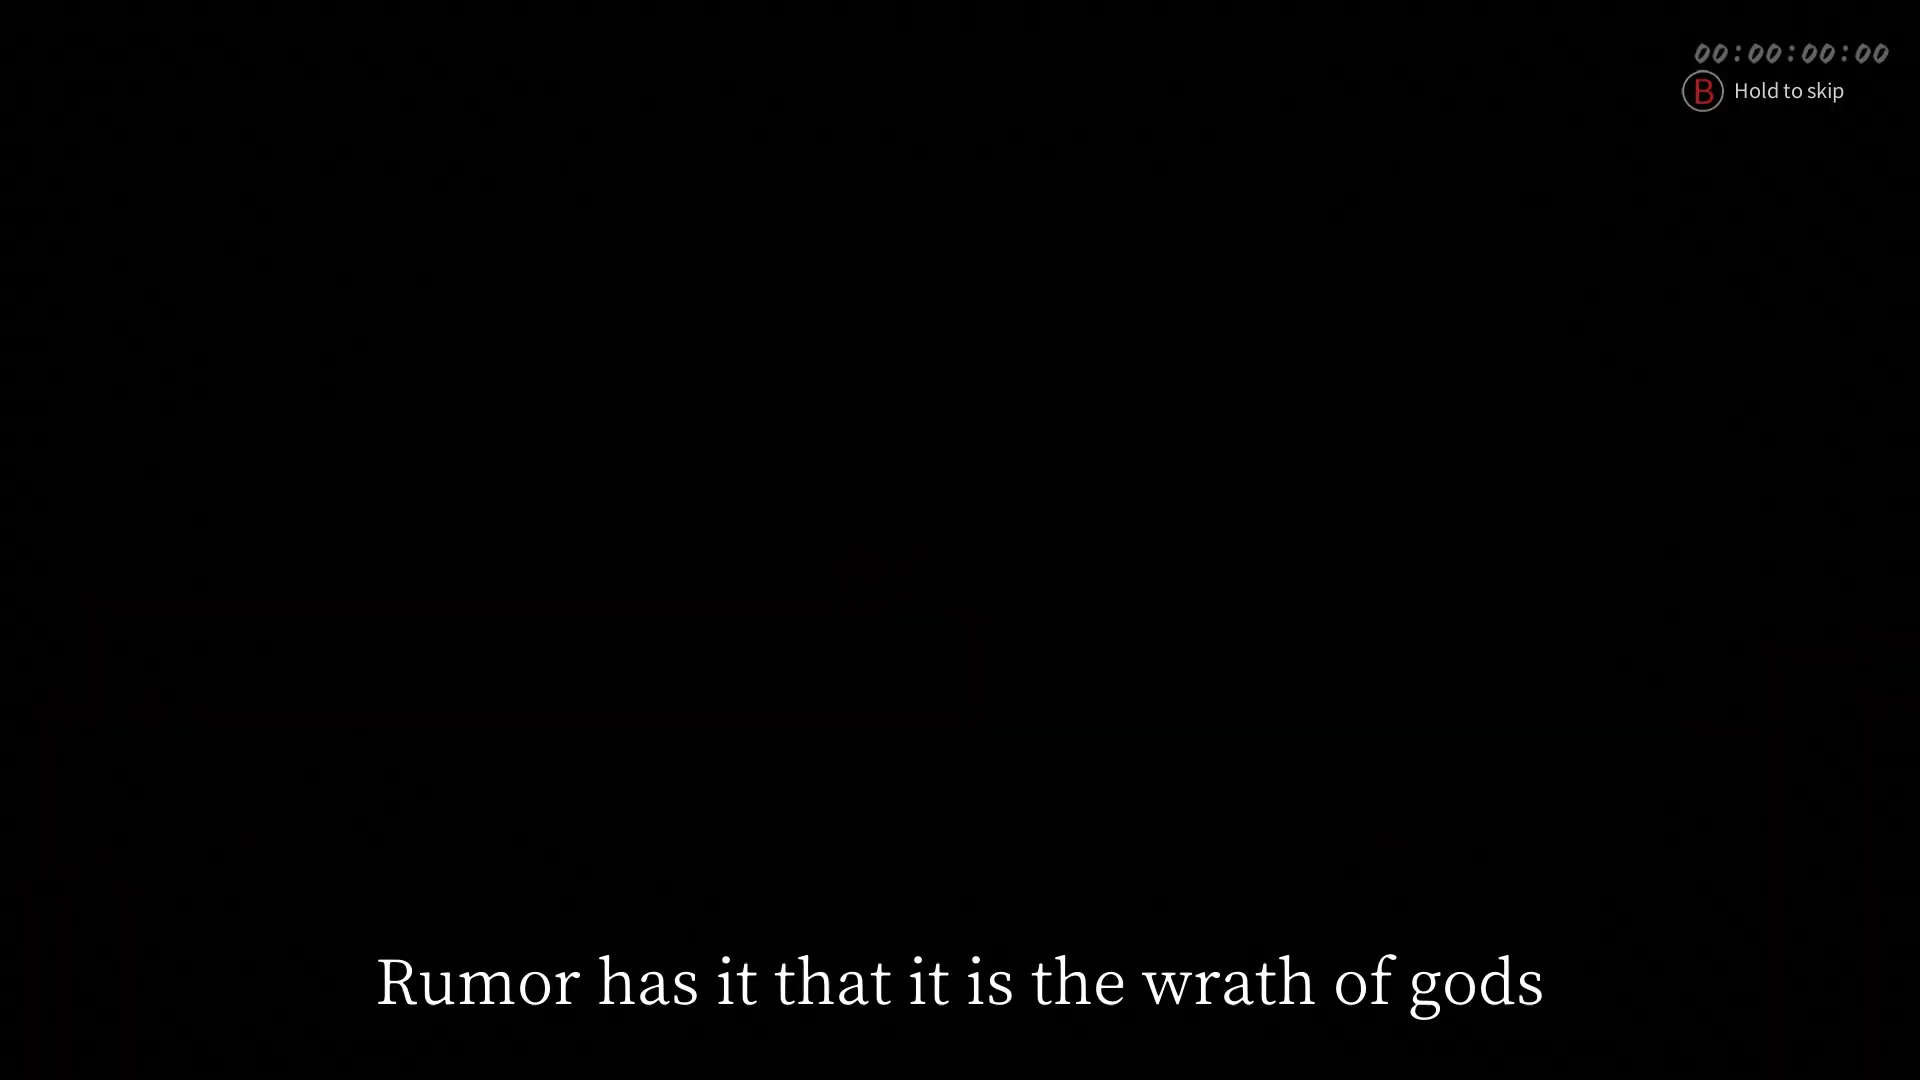 00:00:00:00
B Hold to skip
Rumor has it that it is the wrath of gods